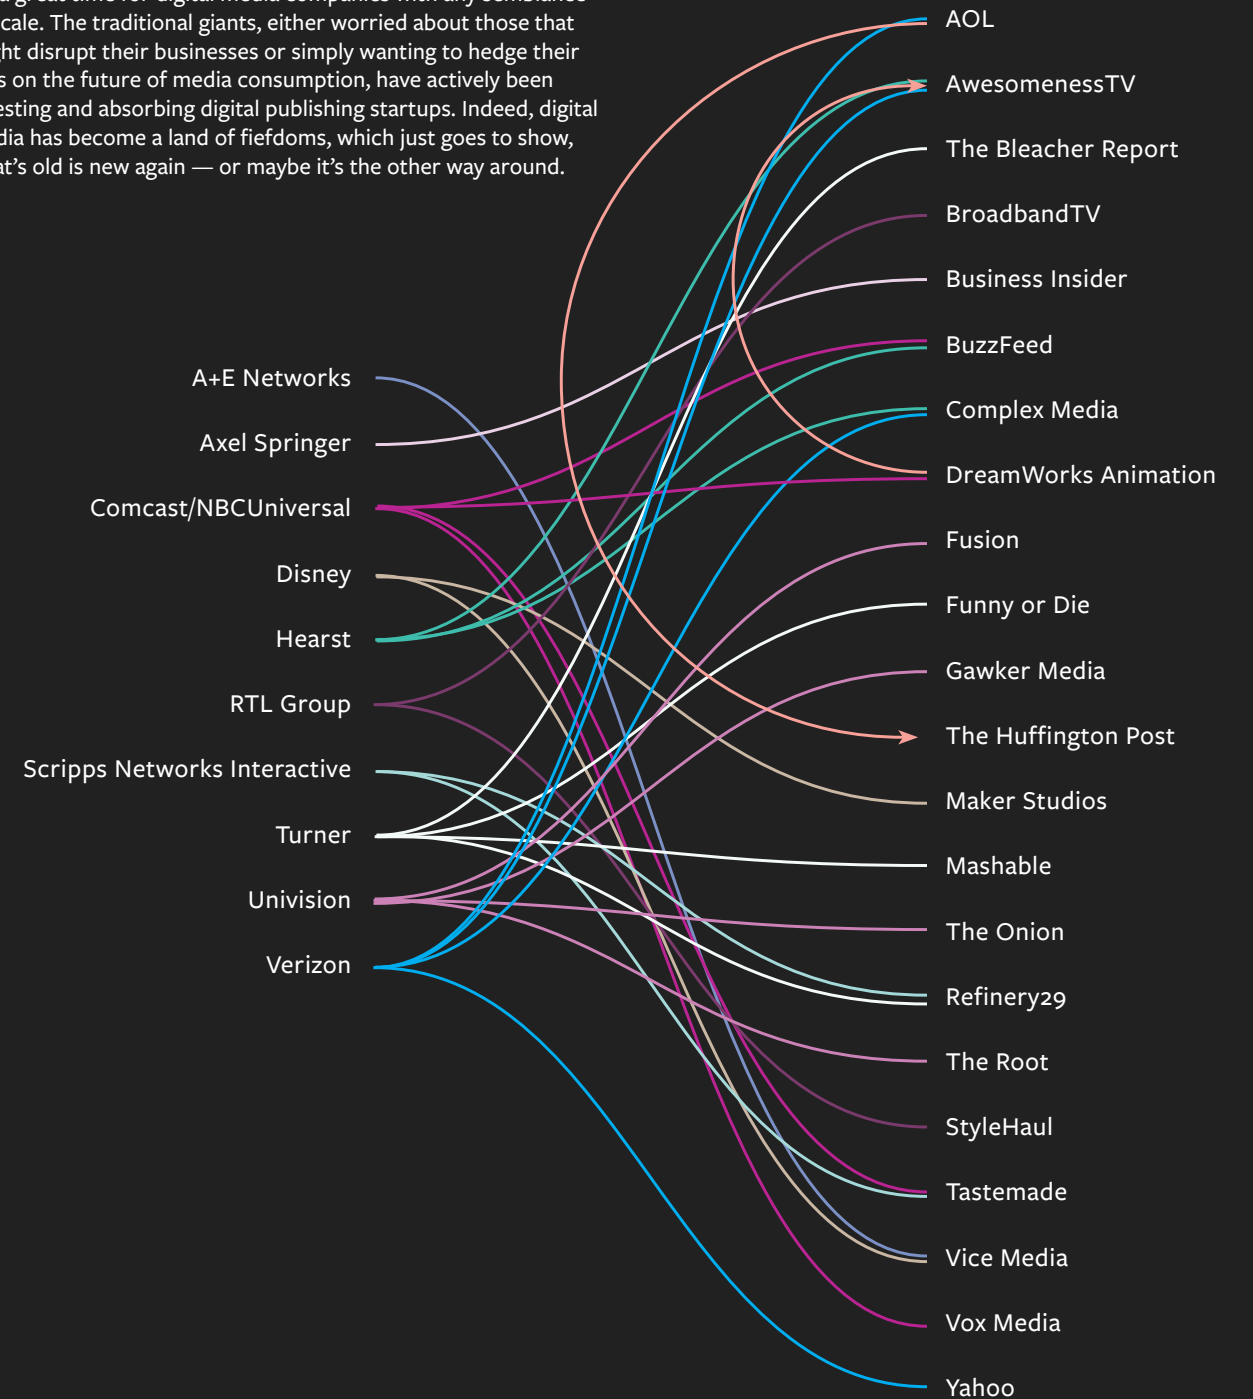 cale. The traditional giants, either worried about those that
ght disrupt their businesses or simply wanting to hedge their
s on the future of media consumption, have actively been
esting and absorbing digital publishing startups. Indeed, digital
dia has become a land of fiefdoms, which just goes to show,
at’s old is new again — or maybe it’s the other way around.
A+E Networks
Axel Springer
Comcast/NBCUniversal
Disney
Hearst
RTL Group
Scripps Networks Interactive
Turner
Univision
Verizon
AOL
AwesomenessTV
The Bleacher Report
BroadbandTV
Business Insider
BuzzFeed
Complex Media
DreamWorks Animation
Fusion
Funny or Die
Gawker Media
The Huffington Post
Maker Studios
Mashable
The Onion
Refinery29
The Root
StyleHaul
Tastemade
Vice Media
Vox Media
Yahoo